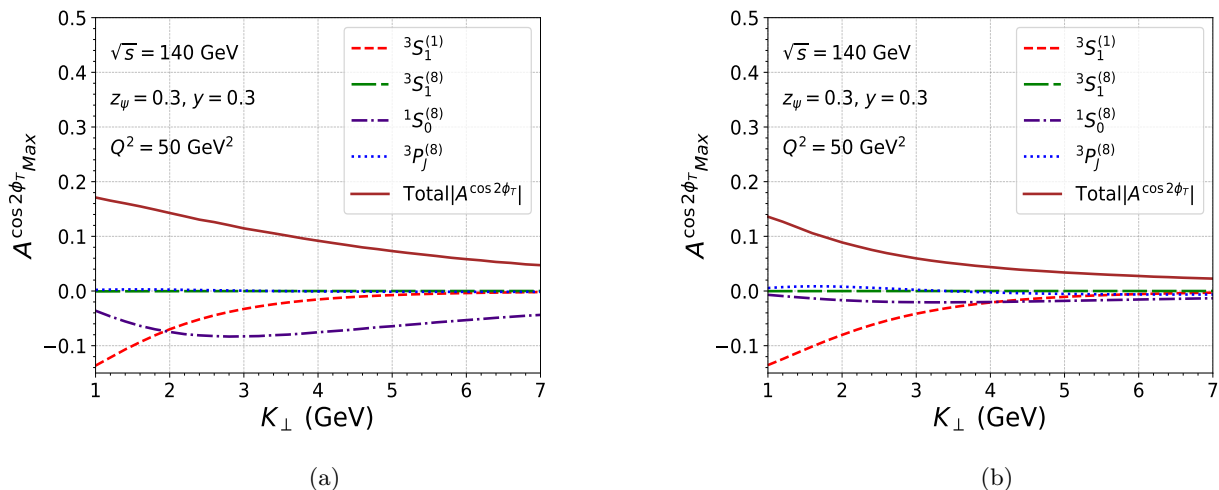 0.5
0.4
0.3
0.2
0.1
0.0
−0.1
A^{cos 2ϕ_T}_{Max}
√s = 140 GeV
z_ψ = 0.3, y = 0.3
Q² = 50 GeV²
³S₁⁽¹⁾
³S₁⁽⁸⁾
¹S₀⁽⁸⁾
³P_J⁽⁸⁾
Total|A^{cos 2ϕ_T}|
1 2 3 4 5 6 7
K_⊥ (GeV)
(a)
0.5
0.4
0.3
0.2
0.1
0.0
−0.1
A^{cos 2ϕ_T}_{Max}
√s = 140 GeV
z_ψ = 0.3, y = 0.3
Q² = 50 GeV²
³S₁⁽¹⁾
³S₁⁽⁸⁾
¹S₀⁽⁸⁾
³P_J⁽⁸⁾
Total|A^{cos 2ϕ_T}|
1 2 3 4 5 6 7
K_⊥ (GeV)
(b)